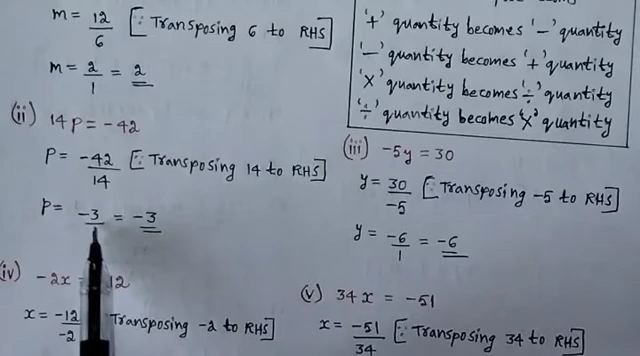 m = 12/6 [∵ Transposing 6 to RHS]
m = 2/1 = 2
(ii) 14p = -42
p = -42/14 [∵ Transposing 14 to RHS]
p = -3/ = -3
(iv) -2x 12
x = -12/-2 Transposing -2 to RHS]
'+' quantity becomes '-' quantity
'-' quantity becomes '+' quantity
'x' quantity becomes '÷' quantity
'÷' quantity becomes 'x' quantity
(iii) -5y = 30
y = 30/-5 [∵ Transposing -5 to RHS]
y = -6/1 = -6
(v) 34x = -51
x = -51/34 [∵ Transposing 34 to RHS]